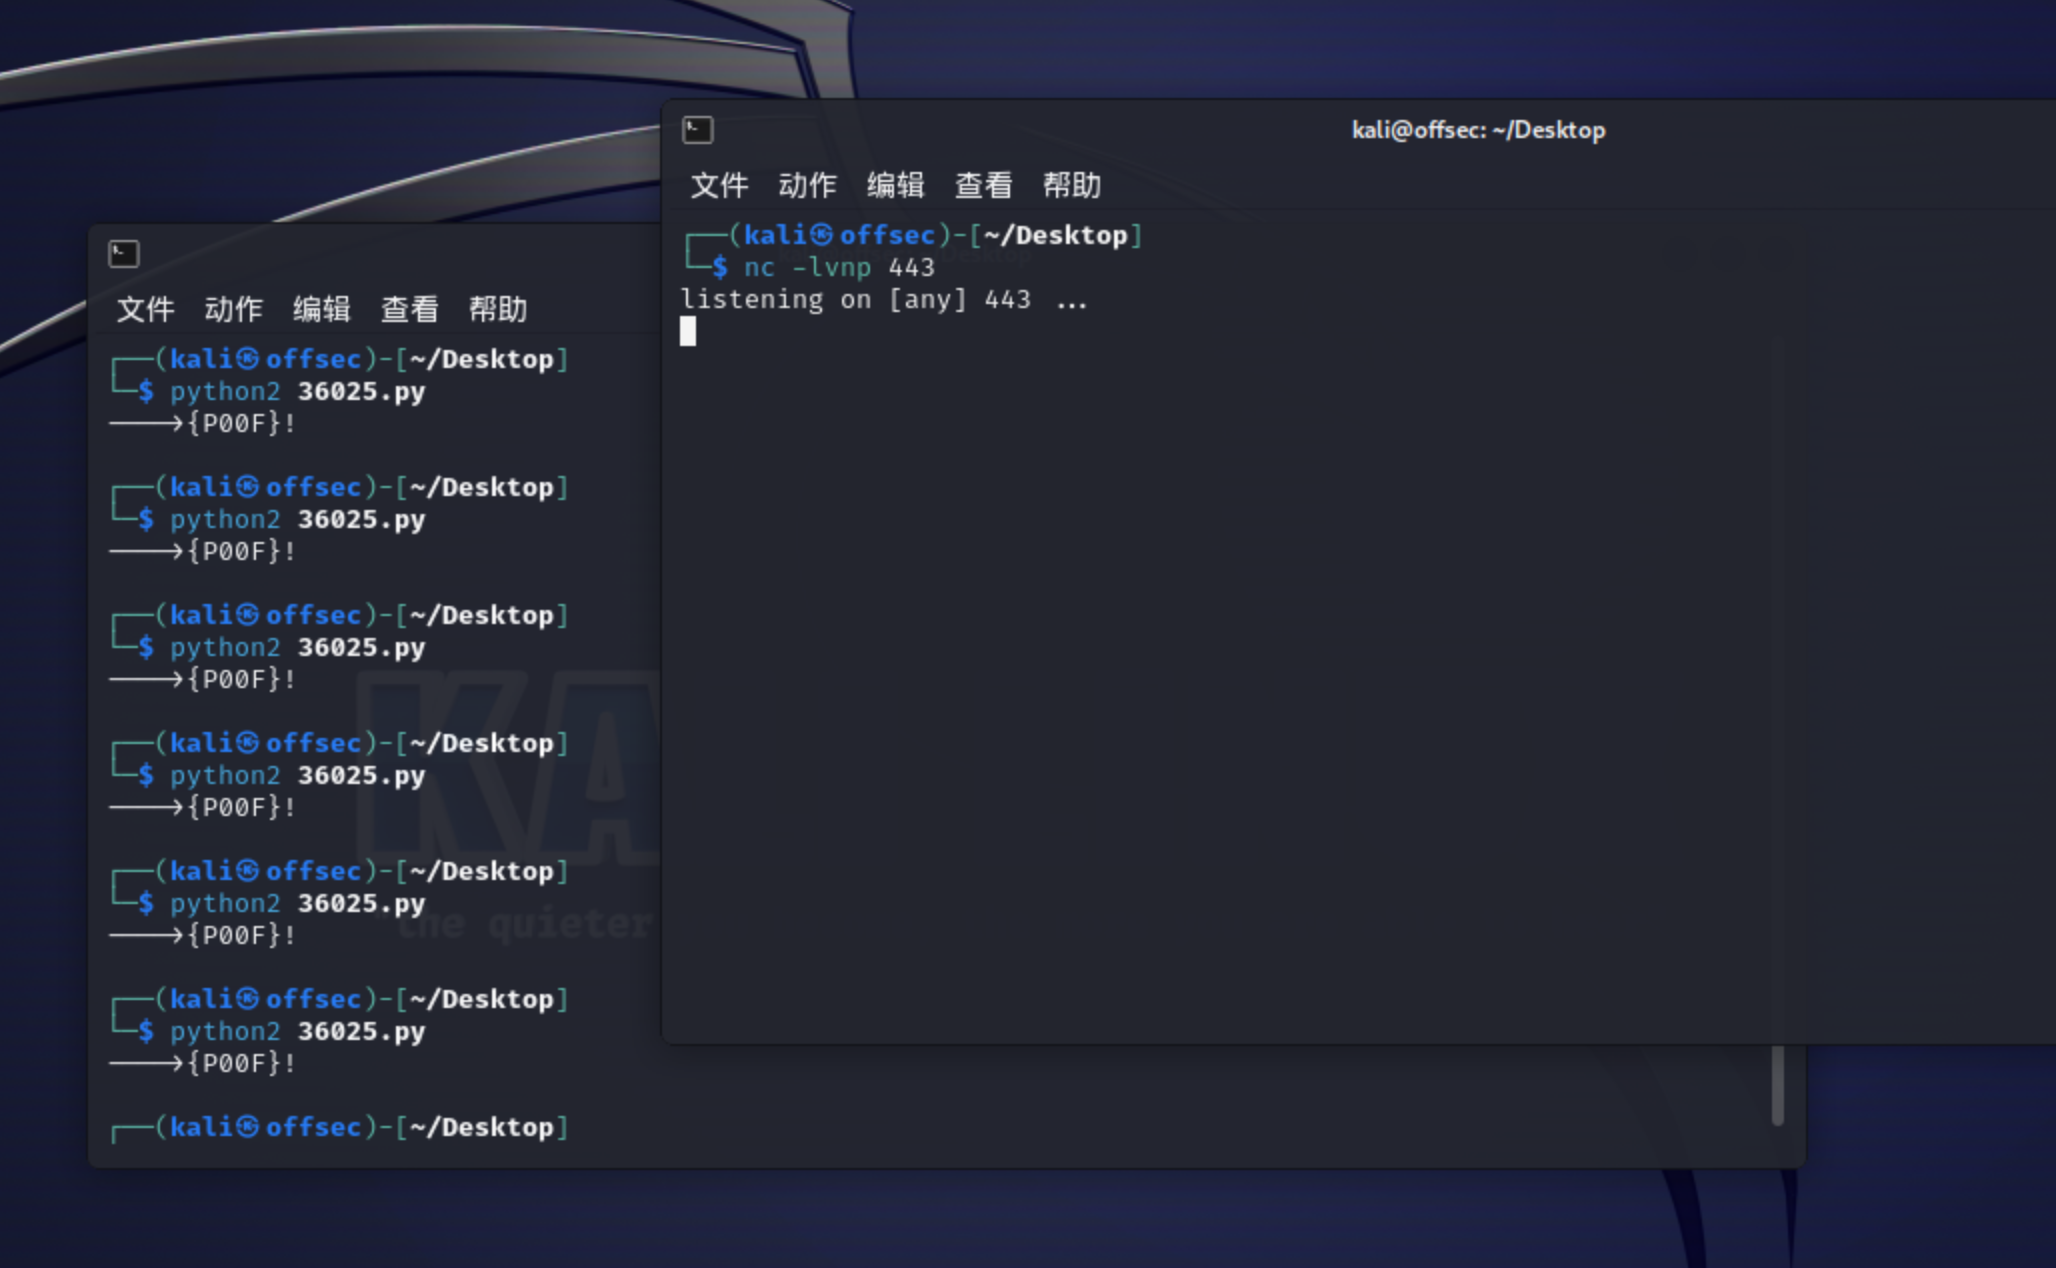 kali@offsec: ~/Desktop
文件 动作 编辑 查看 帮助
┌──(kali㉿offsec)-[~/Desktop]
└─$ nc -lvnp 443
listening on [any] 443 ...
文件 动作 编辑 查看 帮助
┌──(kali㉿offsec)-[~/Desktop]
└─$ python2 36025.py
────>{P00F}!
┌──(kali㉿offsec)-[~/Desktop]
└─$ python2 36025.py
────>{P00F}!
┌──(kali㉿offsec)-[~/Desktop]
└─$ python2 36025.py
────>{P00F}!
┌──(kali㉿offsec)-[~/Desktop]
└─$ python2 36025.py
────>{P00F}!
┌──(kali㉿offsec)-[~/Desktop]
└─$ python2 36025.py
────>{P00F}!
┌──(kali㉿offsec)-[~/Desktop]
└─$ python2 36025.py
────>{P00F}!
┌──(kali㉿offsec)-[~/Desktop]
KA
the quieter